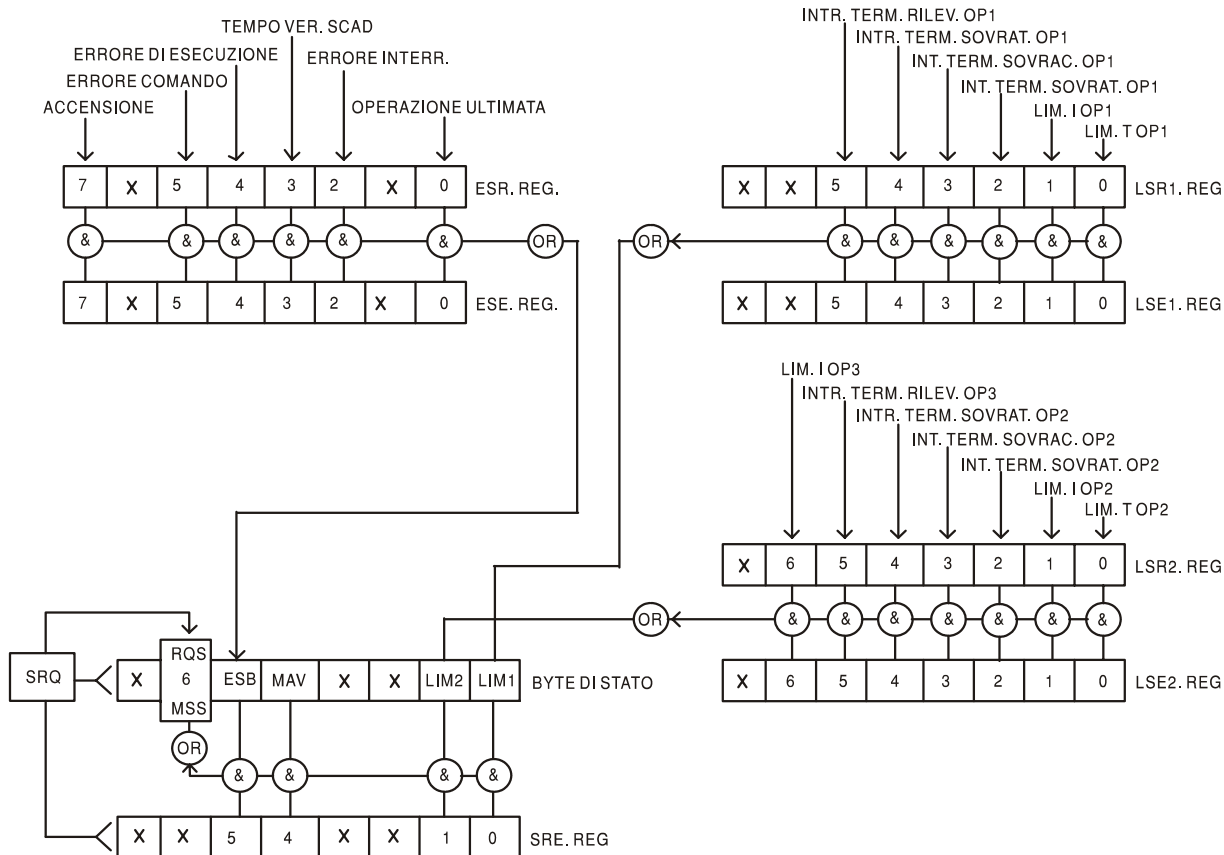 TEMPO VER. SCAD
ERRORE DI ESECUZIONE
ERRORE INTERR.
ERRORE COMANDO
ACCENSIONE
OPERAZIONE ULTIMATA
7 X 5 4 3 2 X 0 ESR. REG.
& & & & & & OR
7 X 5 4 3 2 X 0 ESE. REG.
INTR. TERM. RILEV. OP1
INTR. TERM. SOVRAT. OP1
INT. TERM. SOVRAC. OP1
INT. TERM. SOVRAT. OP1
LIM. I OP1
LIM. T OP1
X X 5 4 3 2 1 0 LSR1. REG
OR & & & & & &
X X 5 4 3 2 1 0 LSE1. REG
LIM. I OP3
INTR. TERM. RILEV. OP3
INTR. TERM. SOVRAT. OP2
INT. TERM. SOVRAC. OP2
INT. TERM. SOVRAT. OP2
LIM. I OP2
LIM. T OP2
X 6 5 4 3 2 1 0 LSR2. REG
OR & & & & & & &
X 6 5 4 3 2 1 0 LSE2. REG
SRQ
RQS
X 6 ESB MAV X X LIM2 LIM1 BYTE DI STATO
MSS
OR
& & & &
X X 5 4 X X 1 0 SRE. REG